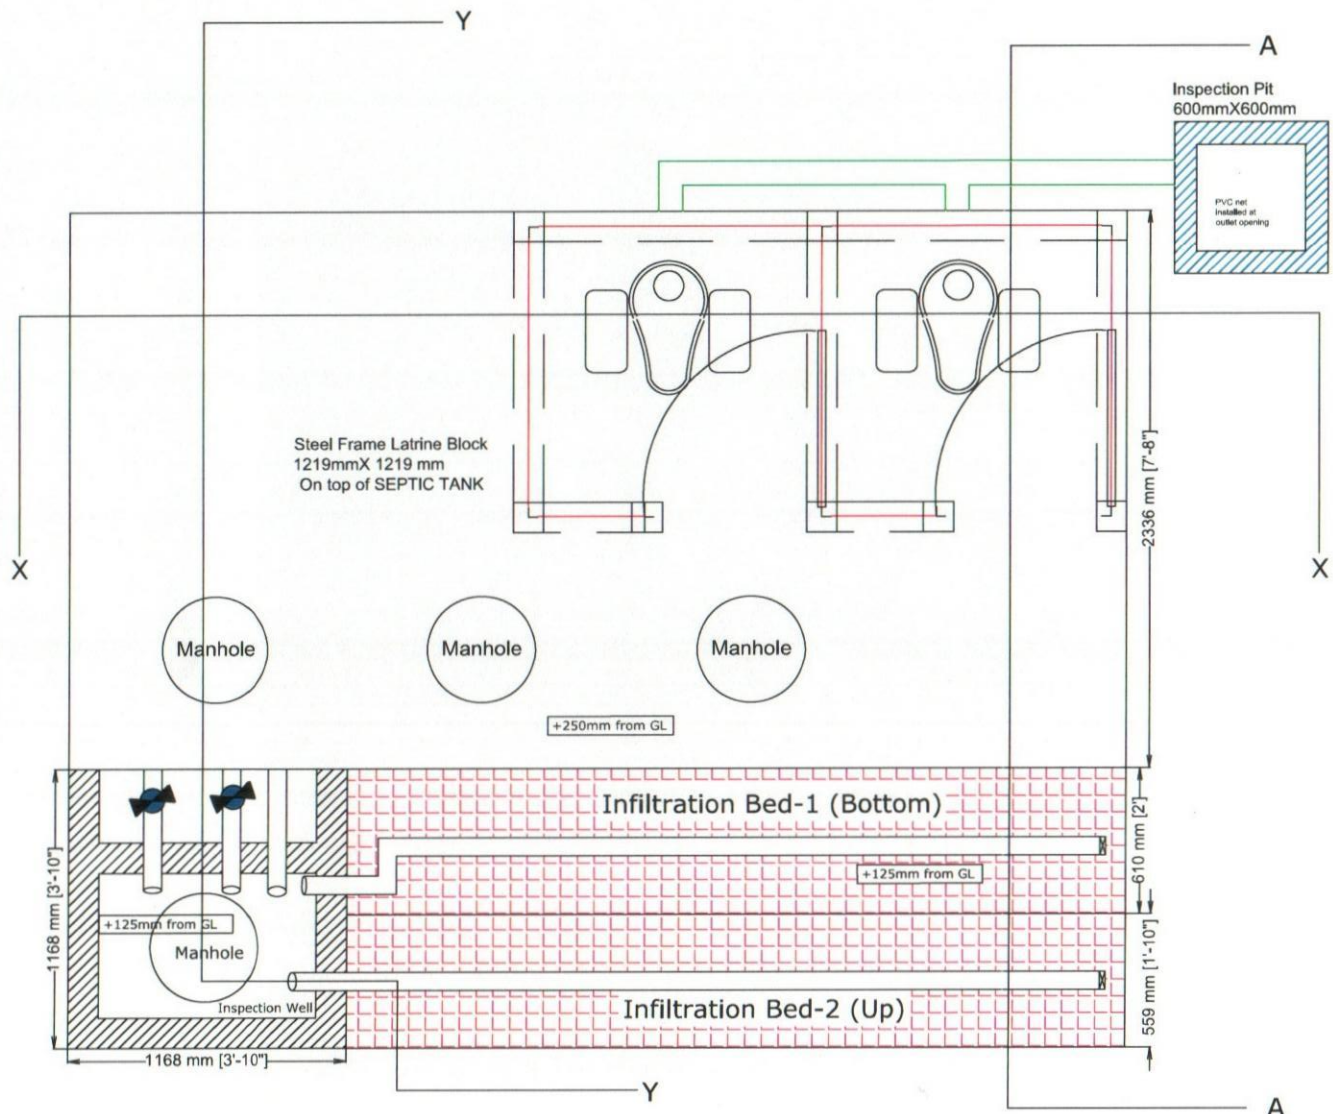 Y
A
Inspection Pit
600mmX600mm
PVC net
installed at
outlet opening
Steel Frame Latrine Block
1219mmX 1219 mm
On top of SEPTIC TANK
2336 mm [7'-8"]
X
X
Manhole
Manhole
Manhole
+250mm from GL
Infiltration Bed-1 (Bottom)
610 mm [2']
+125mm from GL
1168 mm [3'-10"]
+125mm from GL
Manhole
Inspection Well
Infiltration Bed-2 (Up)
559 mm [1'-10"]
1168 mm [3'-10"]
Y
A